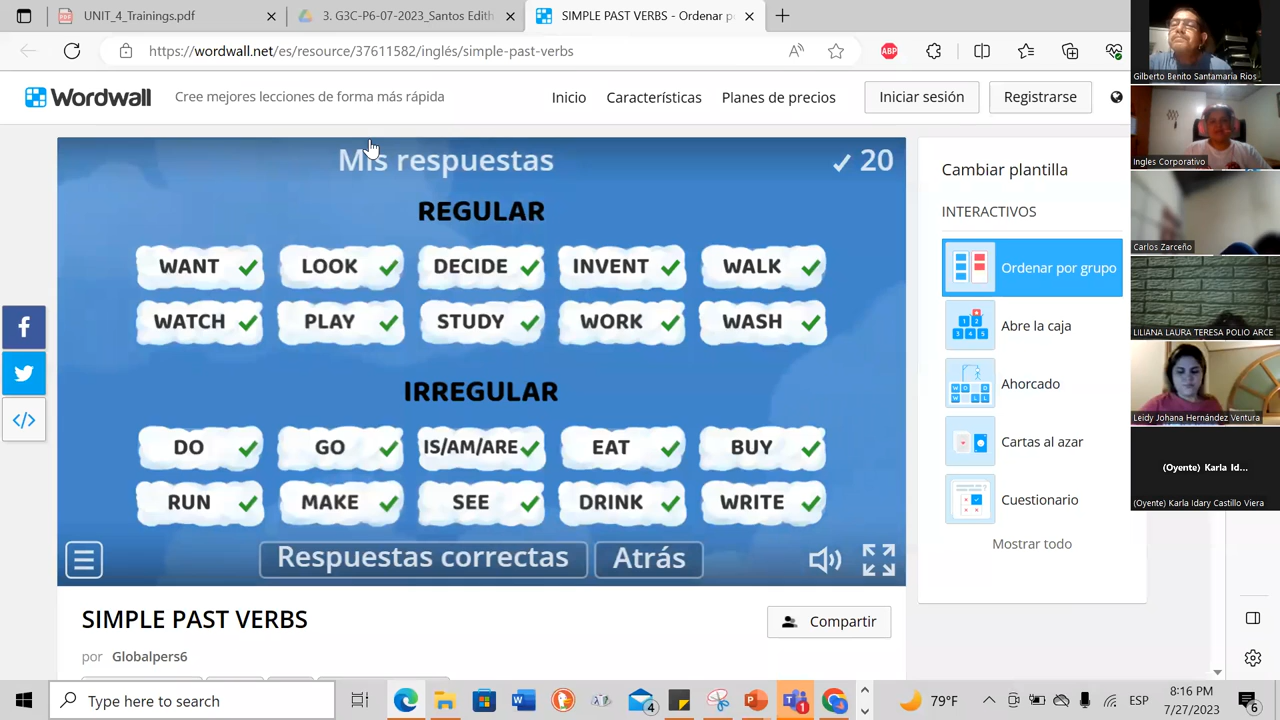 UNIT_4_Trainings.pdf
3. G3C-P6-07-2023_Santos Edith
SIMPLE PAST VERBS - Ordenar po
https://wordwall.net/es/resource/37611582/inglés/simple-past-verbs
ABP
Wordwall
Cree mejores lecciones de forma más rápida
Inicio
Características
Planes de precios
Iniciar sesión
Registrarse
Mis respuestas
20
REGULAR
WANT LOOK DECIDE INVENT WALK
WATCH PLAY STUDY WORK WASH
IRREGULAR
DO GO IS/AM/ARE EAT BUY
RUN MAKE SEE DRINK WRITE
Respuestas correctas
Atrás
Cambiar plantilla
INTERACTIVOS
Ordenar por grupo
Abre la caja
Ahorcado
Cartas al azar
Cuestionario
Mostrar todo
SIMPLE PAST VERBS
Compartir
por Globalpers6
Gilberto Benito Santamaria Rios
Ingles Corporativo
Carlos Zarceño
LILIANA LAURA TERESA POLIO ARCE
Leidy Johana Hernández Ventura
(Oyente) Karla Id...
(Oyente) Karla Idary Castillo Viera
Type here to search
4
1
79°F
ESP
8:16 PM
7/27/2023
6